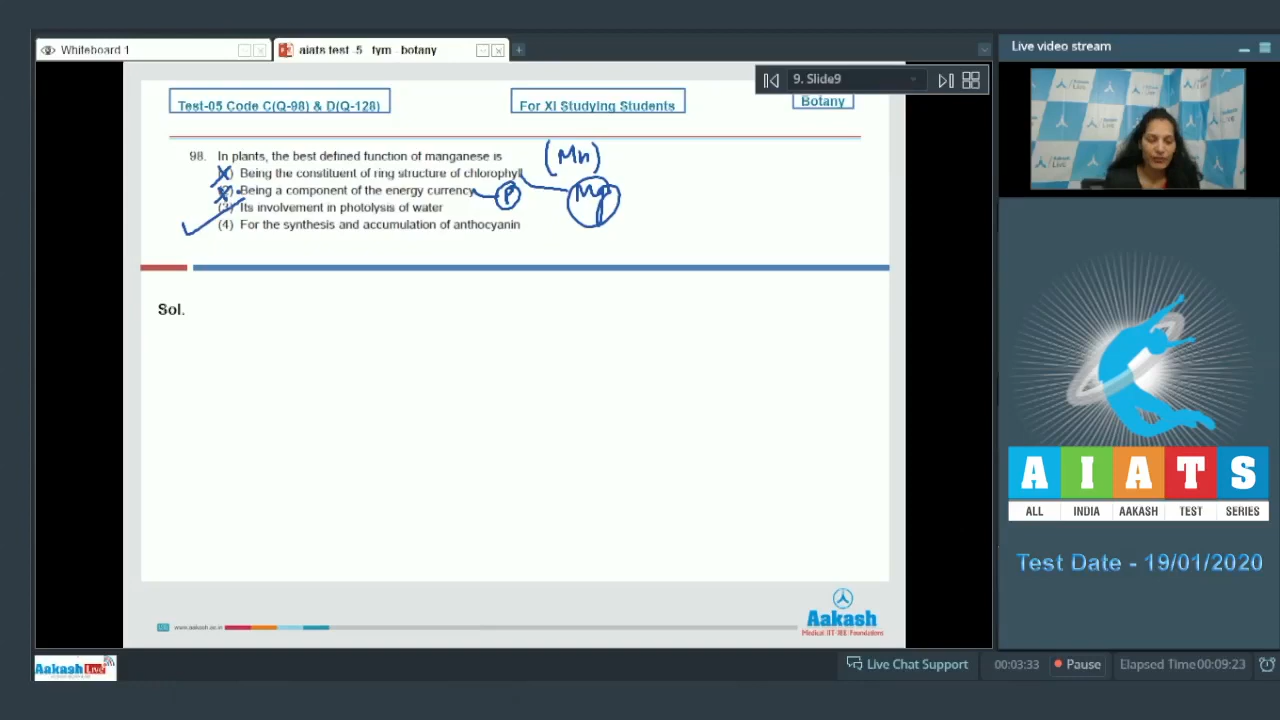 Whiteboard 1
aiats test -5 _ tym - botany
Live video stream
9. Slide9
Test-05 Code C(Q-98) & D(Q-128)
For XI Studying Students
Botany
98. In plants, the best defined function of manganese is
(Mn)
Being the constituent of ring structure of chlorophyll
Mg
Being a component of the energy currency
P
(3) Its involvement in photolysis of water
(4) For the synthesis and accumulation of anthocyanin
Sol.
A I A T S
ALL INDIA AAKASH TEST SERIES
Test Date - 19/01/2020
www.aakash.ac.in
Aakash
Medical|IIT-JEE|Foundations
Aakash Live
Live Chat Support
00:03:33
Pause
Elapsed Time 00:09:23